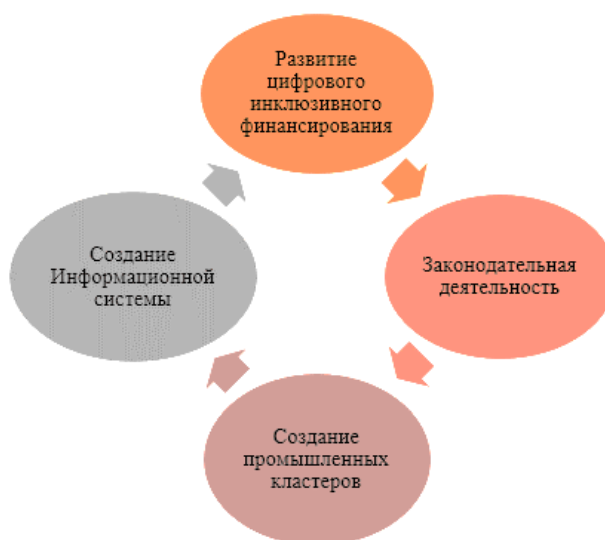 Развитие
цифрового
инклюзивного
финансирования
Законодательная
деятельность
Создание
промышленных
кластеров
Создание
Информационной
системы